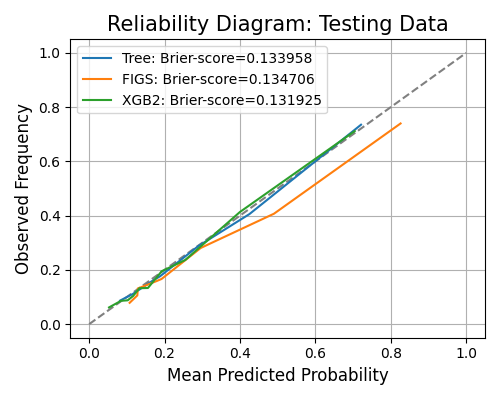 Reliability Diagram: Testing Data
1.0
0.8
0.6
0.4
0.2
0.0
Observed Frequency
Tree: Brier-score=0.133958
FIGS: Brier-score=0.134706
XGB2: Brier-score=0.131925
0.0 0.2 0.4 0.6 0.8 1.0
Mean Predicted Probability